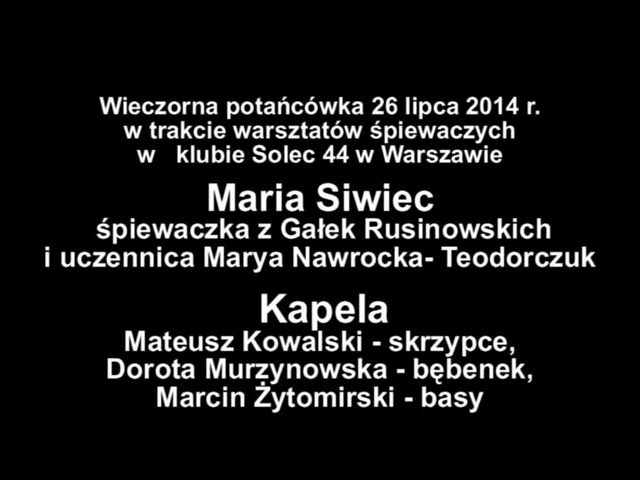 Wieczorna potańcówka 26 lipca 2014 r.
w trakcie warsztatów śpiewaczych
w klubie Solec 44 w Warszawie
Maria Siwiec
śpiewaczka z Gałek Rusinowskich
i uczennica Marya Nawrocka- Teodorczuk
Kapela
Mateusz Kowalski - skrzypce,
Dorota Murzynowska - bębenek,
Marcin Żytomirski - basy